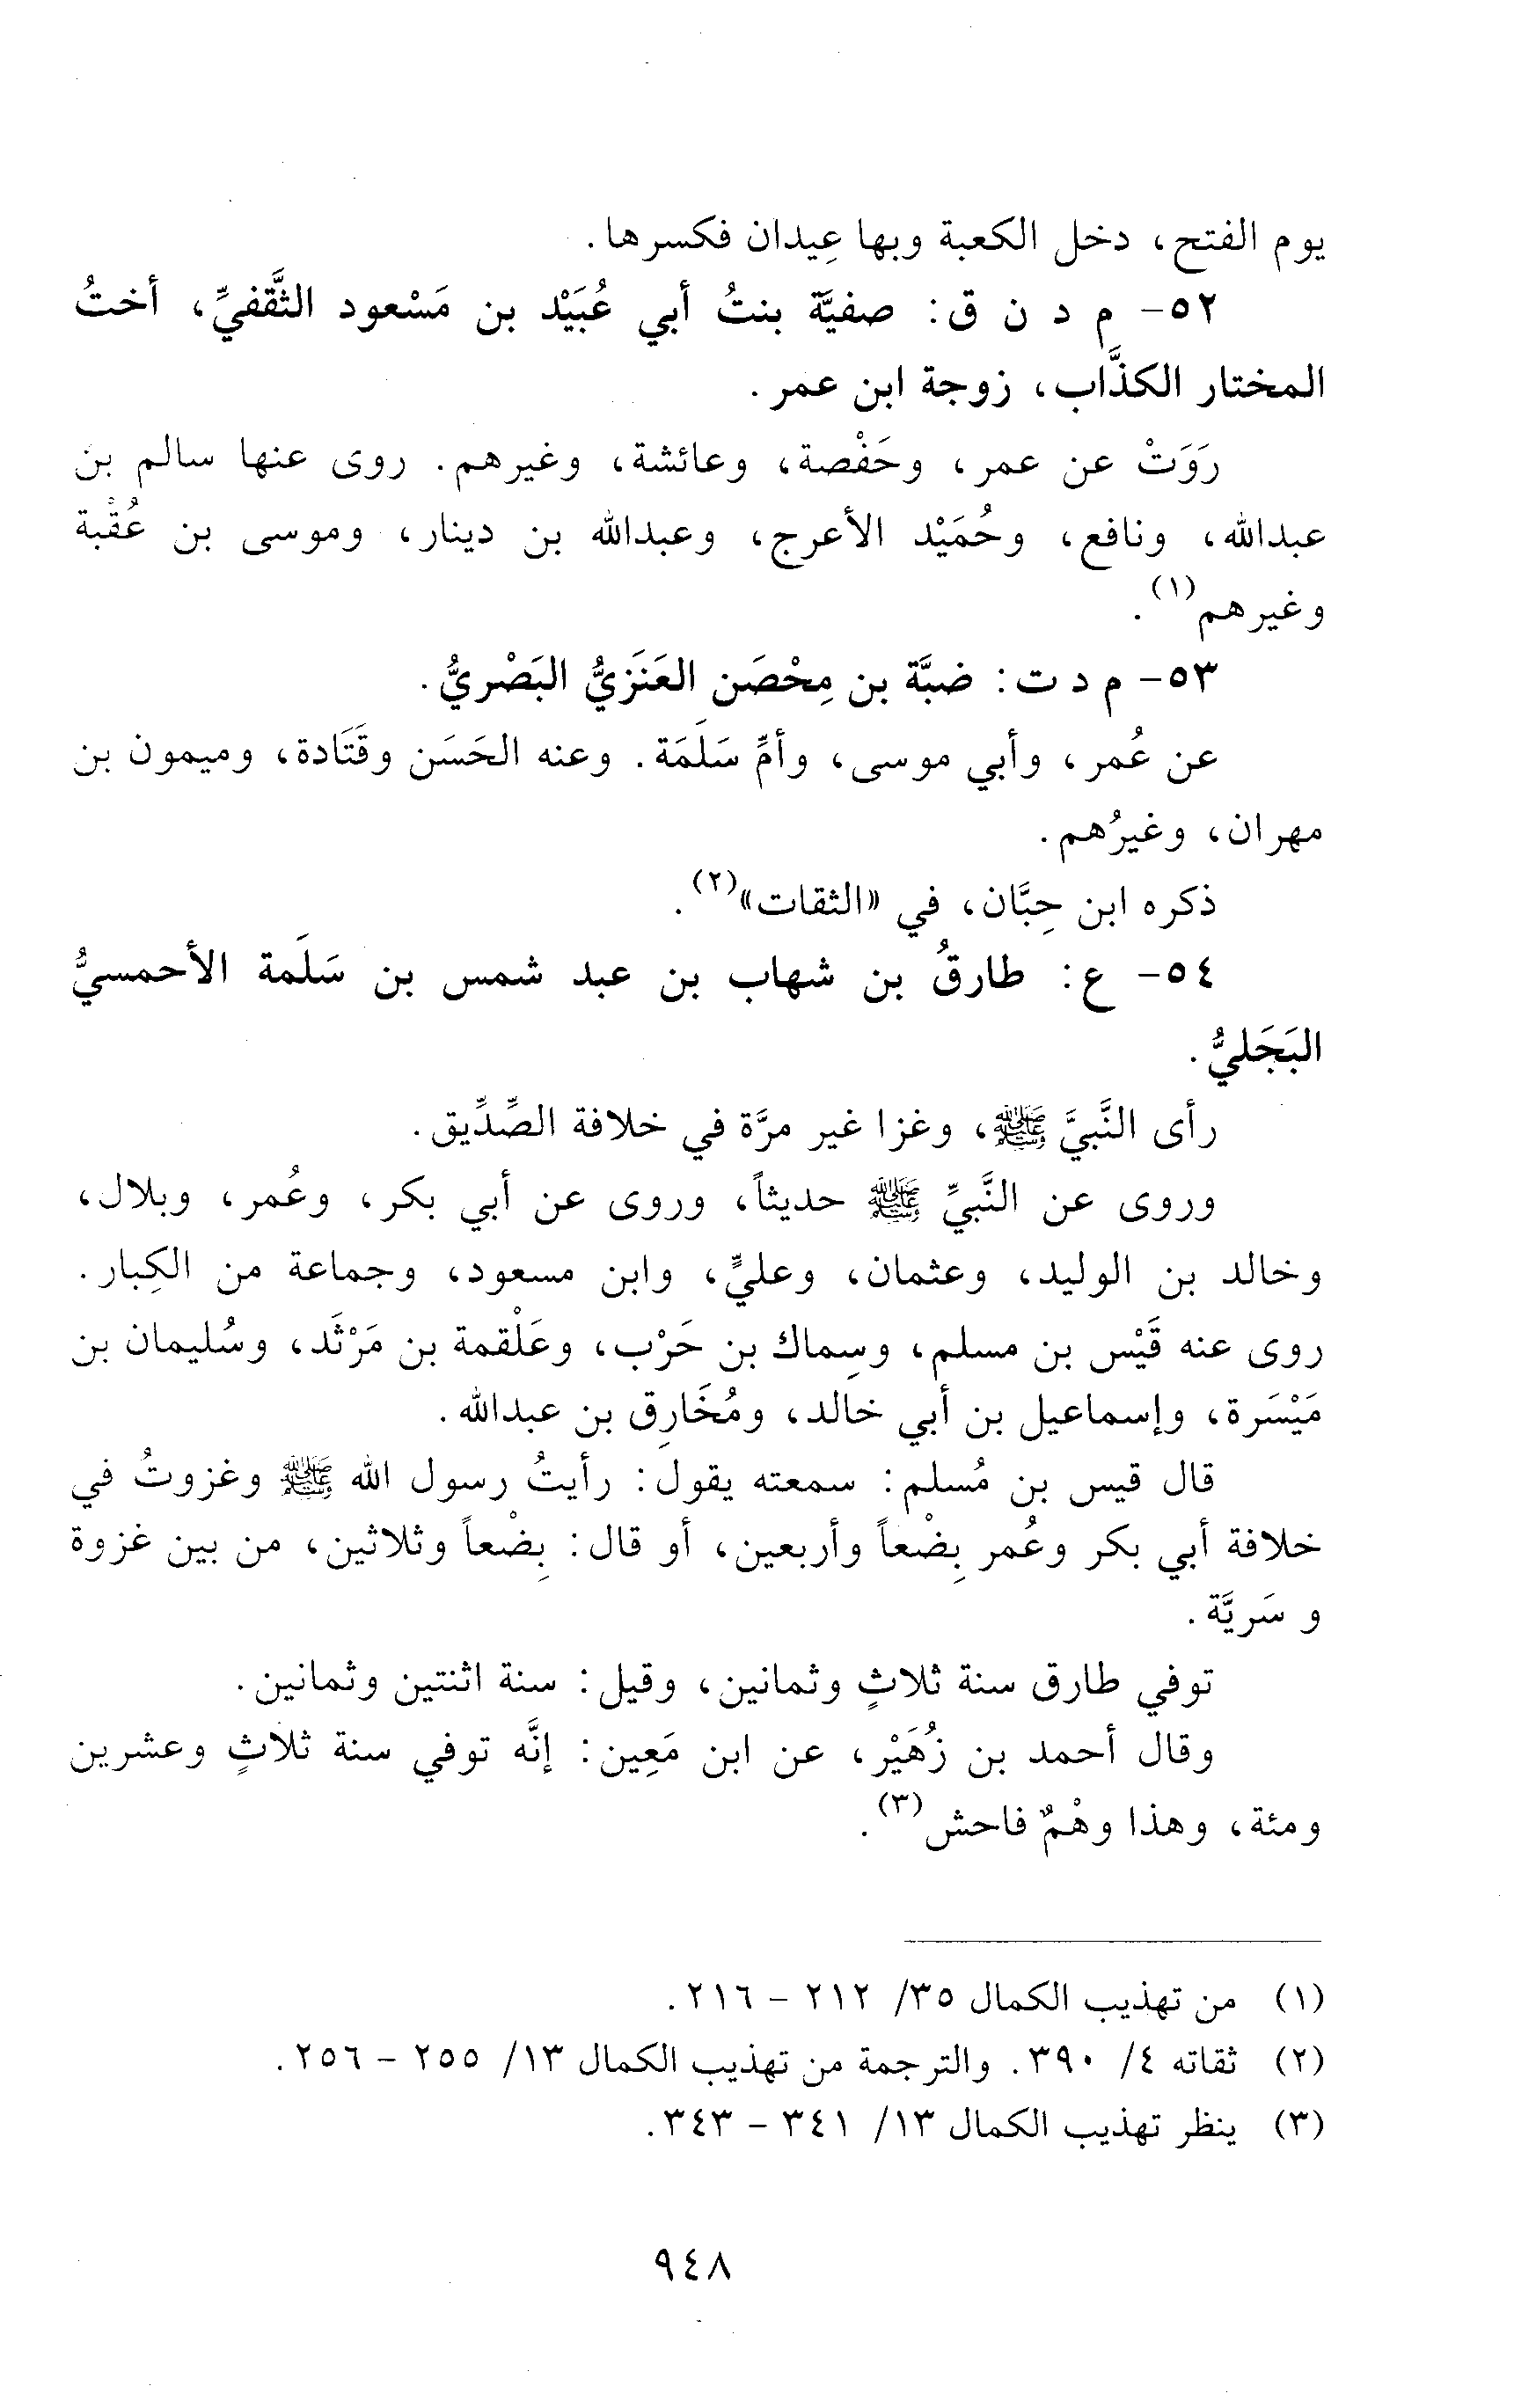 يوم الفتح، دخل الكعبة وبها عِيدان فكسرها.
٥٢- م د ن ق: صفيَّة بنتُ أبي عُبَيْد بن مَسْعود الثَّقفيِّ، أختُ
المختار الكذَّاب، زوجة ابن عمر.
رَوَتْ عن عمر، وحَفْصة، وعائشة، وغيرهم. روى عنها سالم بن
عبدالله، ونافع، وحُمَيْد الأعرج، وعبدالله بن دينار، وموسى بن عُقْبة
وغيرهم(١).
٥٣- م د ت: ضبَّة بن مِحْصَن العَنَزيُّ البَصْريُّ.
عن عُمر، وأبي موسى، وأمِّ سَلَمَة. وعنه الحَسَن وقَتَادة، وميمون بن
مهران، وغيرُهم.
ذكره ابن حِبَّان، في «الثقات»(٢).
٥٤- ع: طارقُ بن شهاب بن عبد شمس بن سَلَمة الأحمسيُّ
البَجَليُّ.
رأى النَّبيَّ ﷺ، وغزا غير مرَّة في خلافة الصِّدِّيق.
وروى عن النَّبيِّ ﷺ حديثاً، وروى عن أبي بكر، وعُمر، وبلال،
وخالد بن الوليد، وعثمان، وعليٍّ، وابن مسعود، وجماعة من الكِبار.
روى عنه قَيْس بن مسلم، وسِماك بن حَرْب، وعَلْقمة بن مَرْثَد، وسُليمان بن
مَيْسَرة، وإسماعيل بن أبي خالد، ومُخَارِق بن عبدالله.
قال قيس بن مُسلم: سمعته يقول: رأيتُ رسول الله ﷺ وغزوتُ في
خلافة أبي بكر وعُمر بِضْعاً وأربعين، أو قال: بِضْعاً وثلاثين، من بين غزوة
و سَريَّة.
توفي طارق سنة ثلاثٍ وثمانين، وقيل: سنة اثنتين وثمانين.
وقال أحمد بن زُهَيْر، عن ابن مَعِين: إنَّه توفي سنة ثلاثٍ وعشرين
ومئة، وهذا وهْمٌ فاحش(٣).
(١) من تهذيب الكمال ٣٥/ ٢١٢ - ٢١٦.
(٢) ثقاته ٤/ ٣٩٠. والترجمة من تهذيب الكمال ١٣/ ٢٥٥ - ٢٥٦.
(٣) ينظر تهذيب الكمال ١٣/ ٣٤١ - ٣٤٣.
٩٤٨